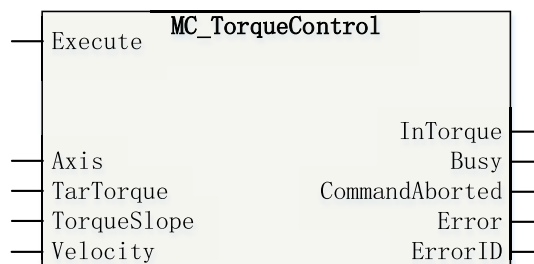 MC_TorqueControl
Execute
InTorque
Axis
Busy
TarTorque
CommandAborted
TorqueSlope
Error
Velocity
ErrorID